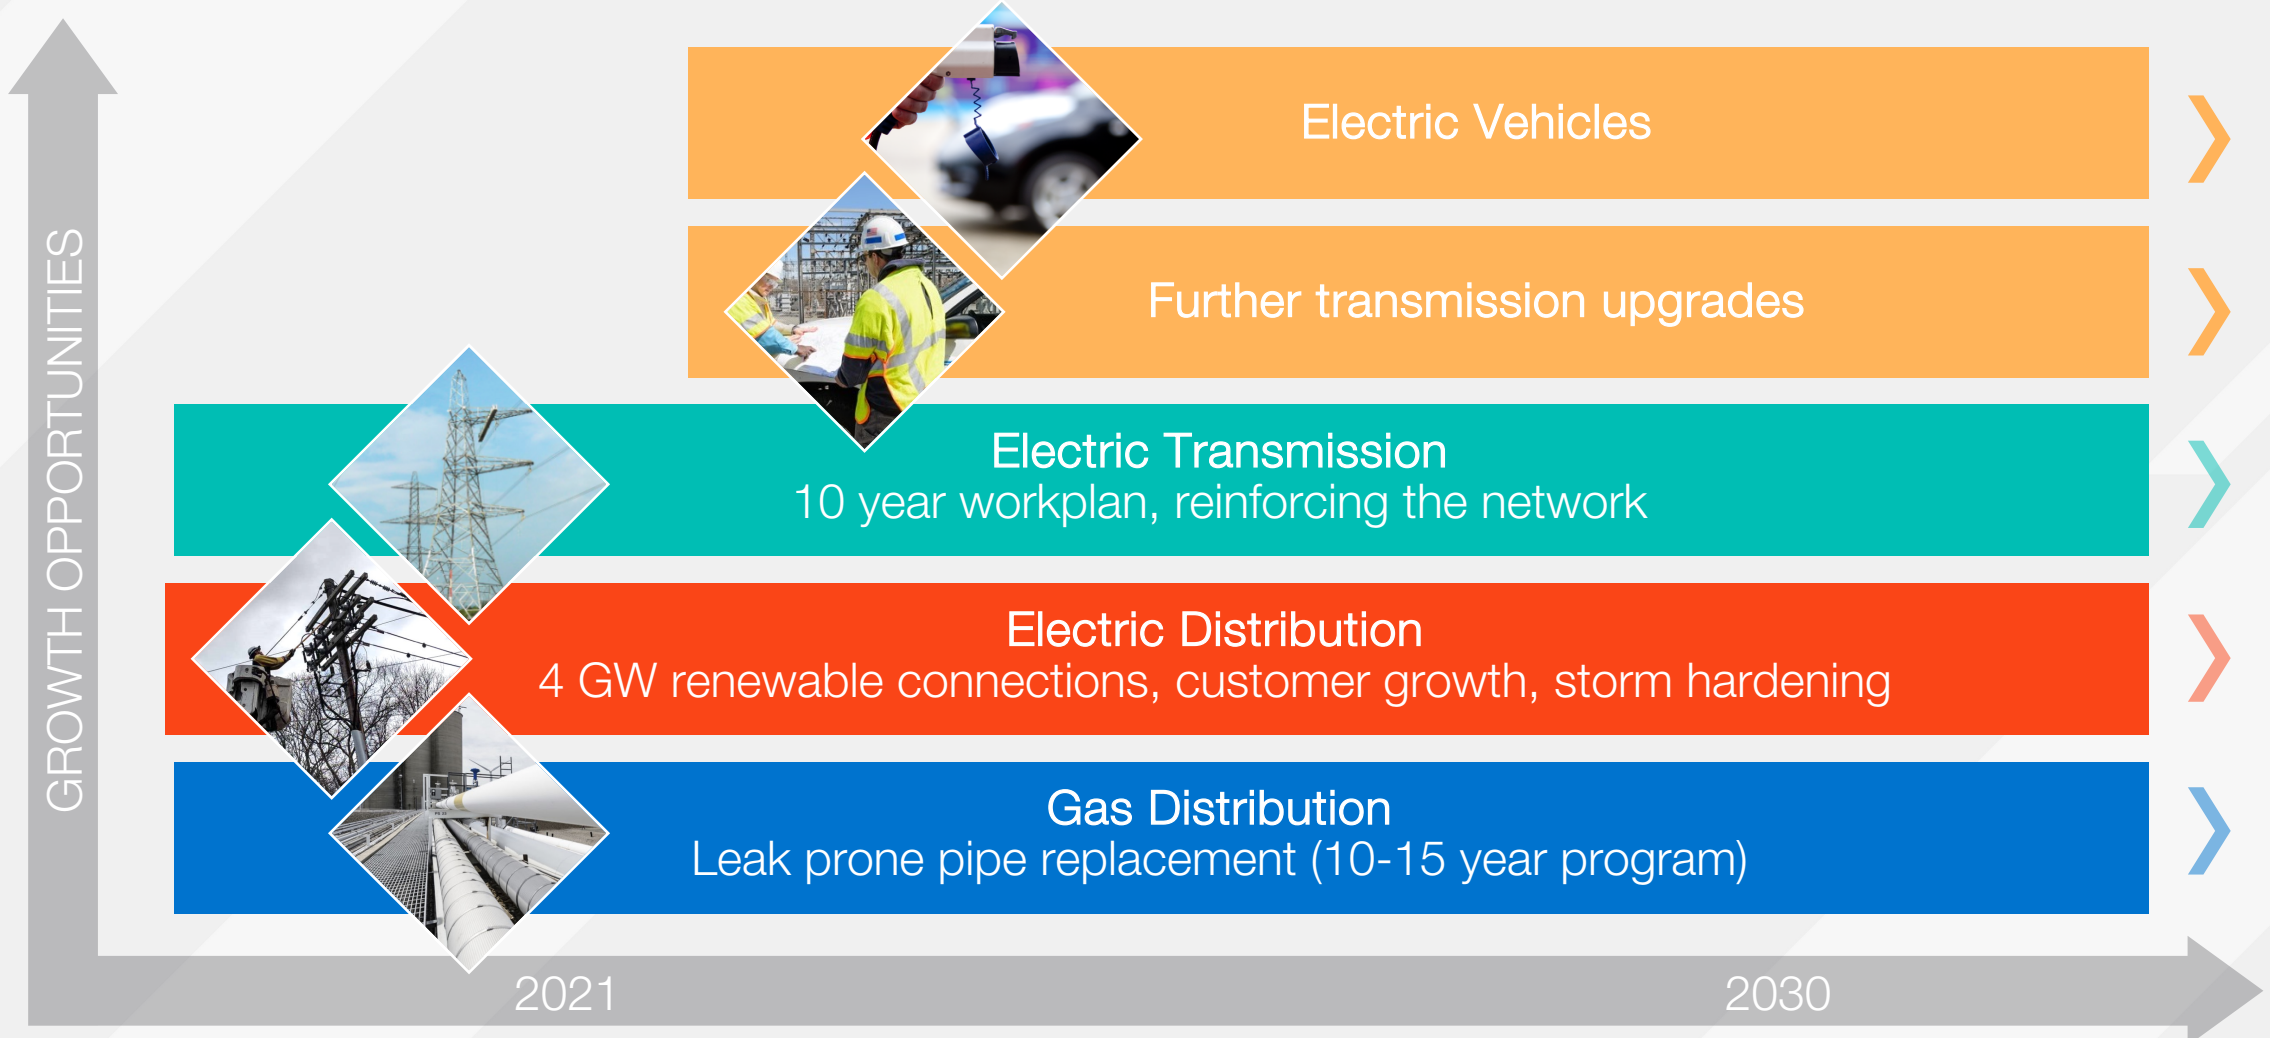 GROWTH OPPORTUNITIES
Electric Vehicles
Further transmission upgrades
Electric Transmission
10 year workplan, reinforcing the network
Electric Distribution
4 GW renewable connections, customer growth, storm hardening
Gas Distribution
Leak prone pipe replacement (10-15 year program)
2021
2030